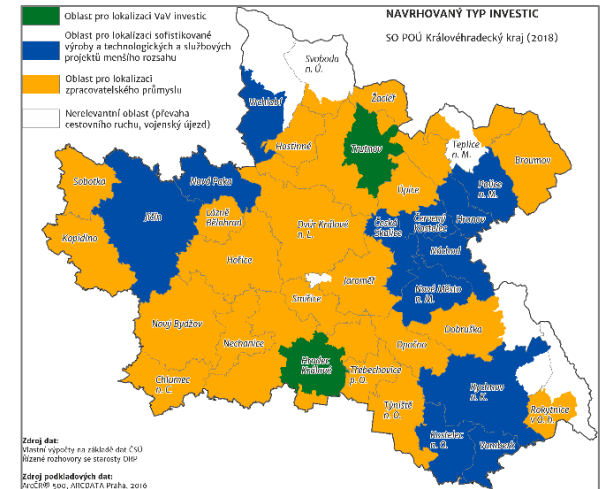 NAVRHOVANÝ TYP INVESTIC
SO POÚ Královéhradecký kraj (2018)
Oblast pro lokalizaci VaV investic
Oblast pro lokalizaci sofistikované
výroby a technologických a službových
projektů menšího rozsahu
Oblast pro lokalizaci
zpracovatelského průmyslu
Nerelevantní oblast (převaha
cestovního ruchu, vojenský újezd)
Svoboda
n. Ú.
Vrchlabí
Žacléř
Hostinné
Trutnov
Teplice
n. M.
Broumov
Sobotka
Nová Paka
Úpice
Police
n. M.
Jičín
Lázně
Bělohrad
Dvůr Králové
n. L.
Česká
Skalice
Červený
Kostelec
Hronov
Kopidlno
Náchod
Hořice
Jaroměř
Nové Město
n. M.
Smiřice
Nový Bydžov
Dobruška
Nechanice
Opočno
Hradec
Králové
Třebechovice
p. O.
Chlumec
n. C.
Rychnov
n. K.
Týniště
n. O.
Rokytnice
v O. h.
Kostelec
n. O.
Vamberk
Zdroj dat:
Vlastní výpočty na základě dat ČSÚ
Řízené rozhovory se starosty ORP
Zdroj podkladových dat:
ArcČR® 500, ARCDATA Praha, 2016